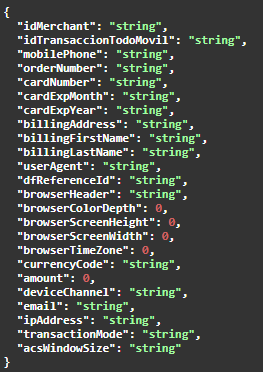 {
"idMerchant": "string",
"idTransaccionTodoMovil": "string",
"mobilePhone": "string",
"orderNumber": "string",
"cardNumber": "string",
"cardExpMonth": "string",
"cardExpYear": "string",
"billingAddress": "string",
"billingFirstName": "string",
"billingLastName": "string",
"userAgent": "string",
"dfReferenceId": "string",
"browserHeader": "string",
"browserColorDepth": 0,
"browserScreenHeight": 0,
"browserScreenWidth": 0,
"browserTimeZone": 0,
"currencyCode": "string",
"amount": 0,
"deviceChannel": "string",
"email": "string",
"ipAddress": "string",
"transactionMode": "string",
"acsWindowSize": "string"
}